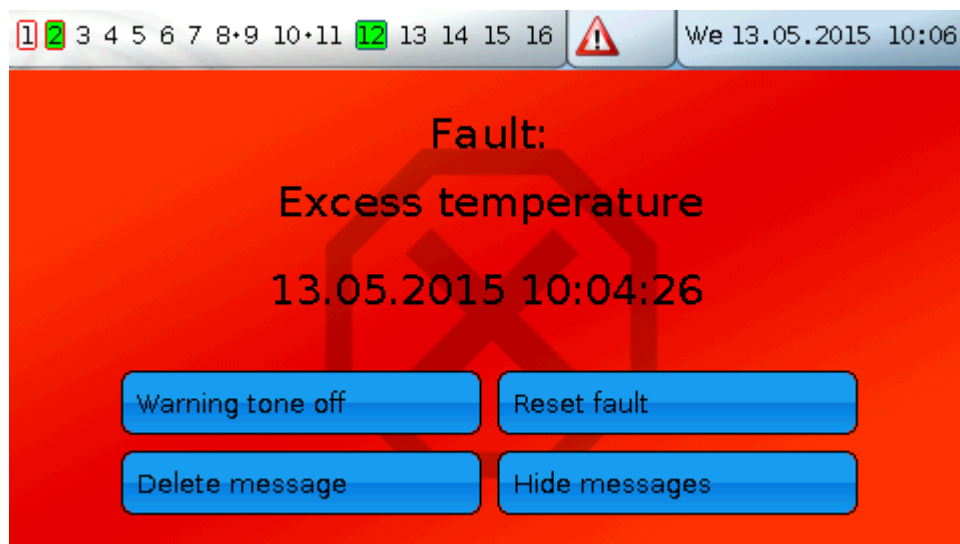 1 2 3 4 5 6 7 8·9 10·11 12 13 14 15 16 We 13.05.2015 10:06
Fault:
Excess temperature
13.05.2015 10:04:26
Warning tone off Reset fault
Delete message Hide messages